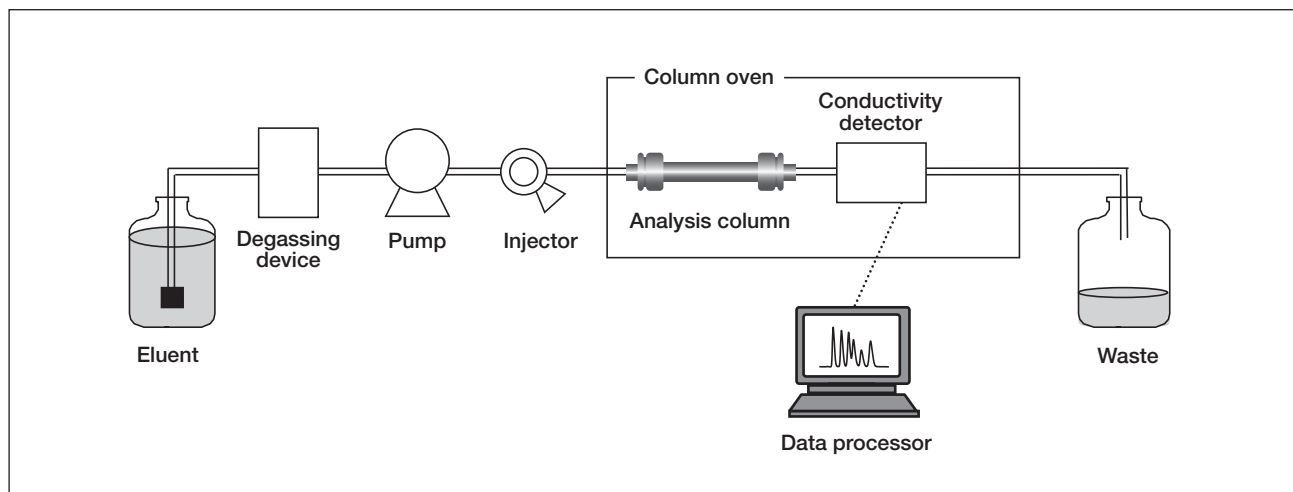 Column oven
Conductivity
detector
Analysis column
Degassing
device
Pump
Injector
Eluent
Waste
Data processor